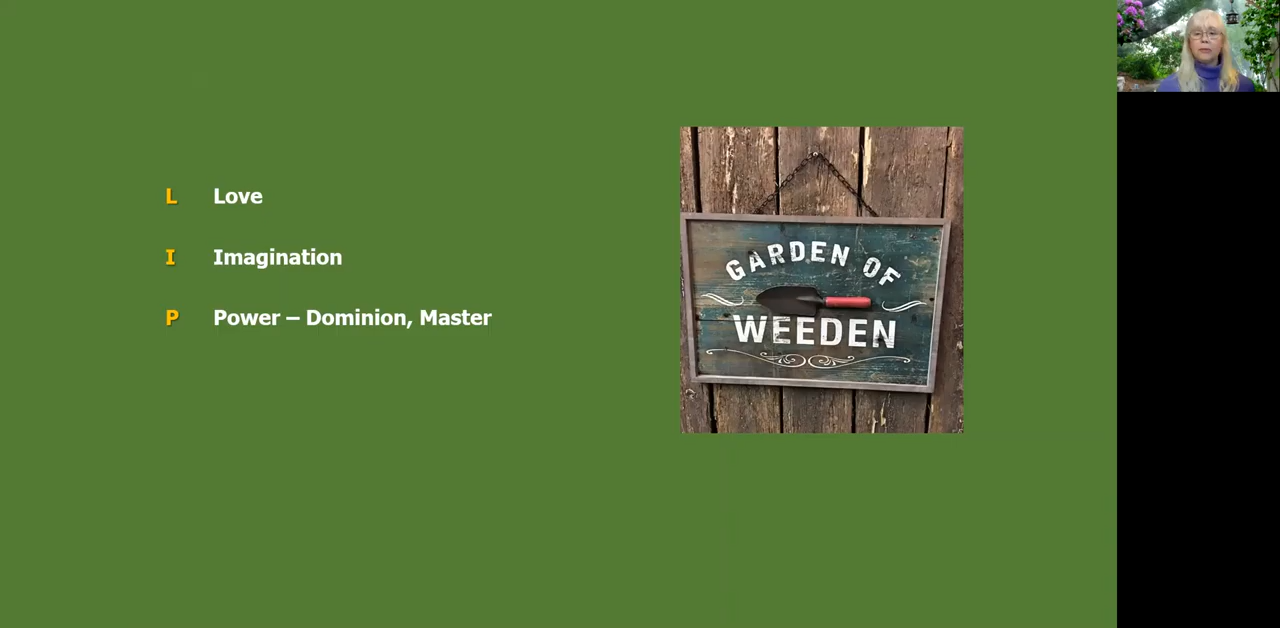 L Love
I Imagination
P Power – Dominion, Master
GARDEN OF
WEEDEN